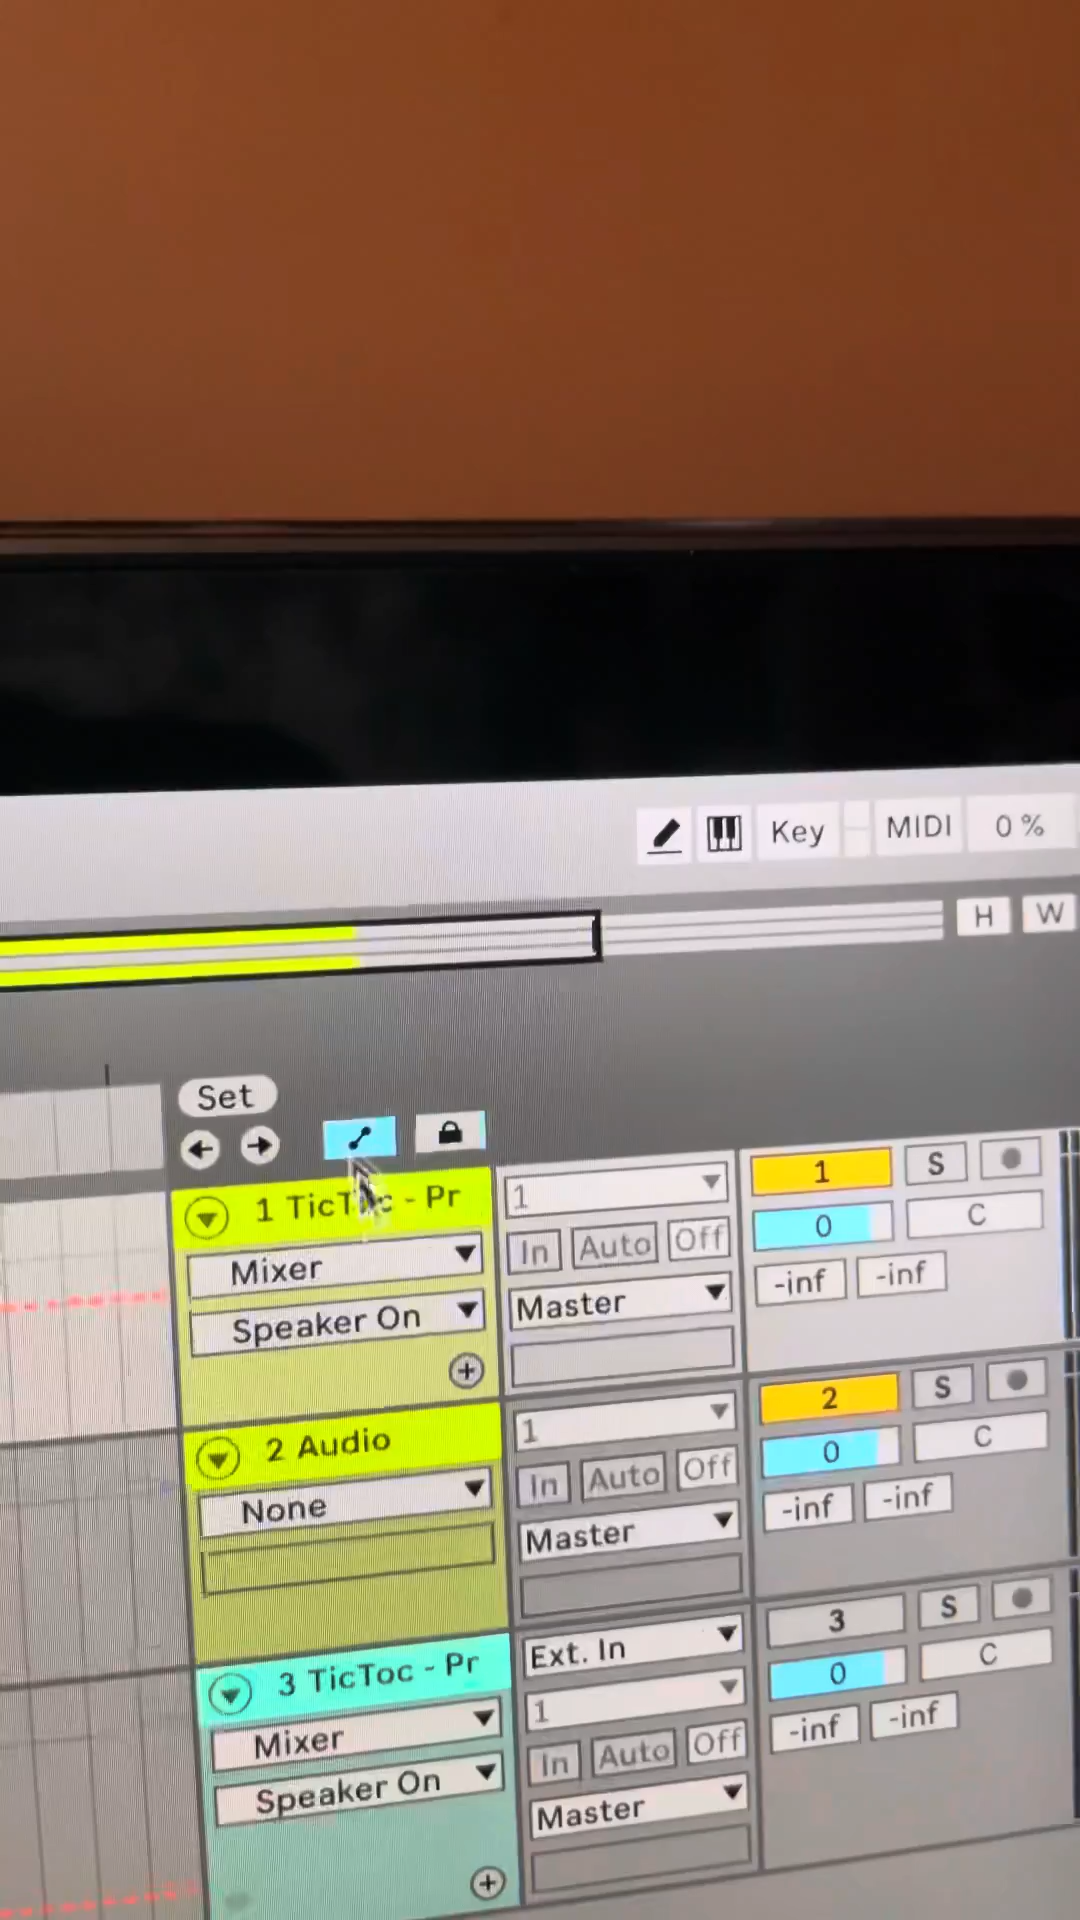 Key MIDI 0 %
H W
Set
1 TicToc - Pr 1 1 S
In Auto Off 0 C
Mixer
Master -inf -inf
Speaker On
2 Audio 1 2 S
In Auto Off 0 C
None
Master -inf -inf
3 TicToc - Pr Ext. In 3 S
1 0 C
Mixer
In Auto Off -inf -inf
Speaker On
Master